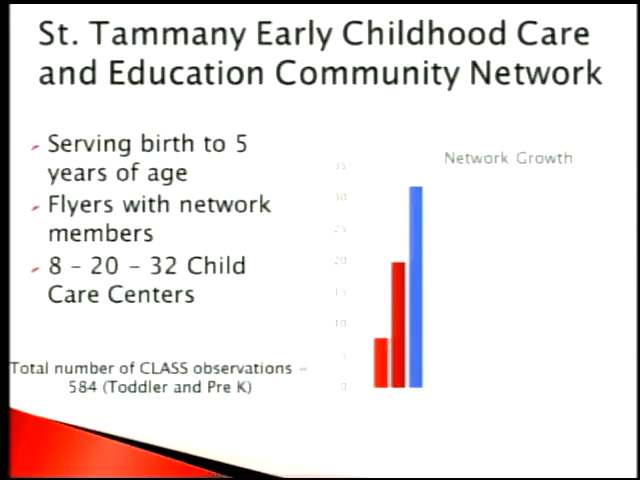 St. Tammany Early Childhood Care
and Education Community Network
Serving birth to 5
years of age
Flyers with network
members
8 – 20 – 32 Child
Care Centers
Total number of CLASS observations =
584 (Toddler and Pre K)
Network Growth
35
30
25
20
15
10
5
0